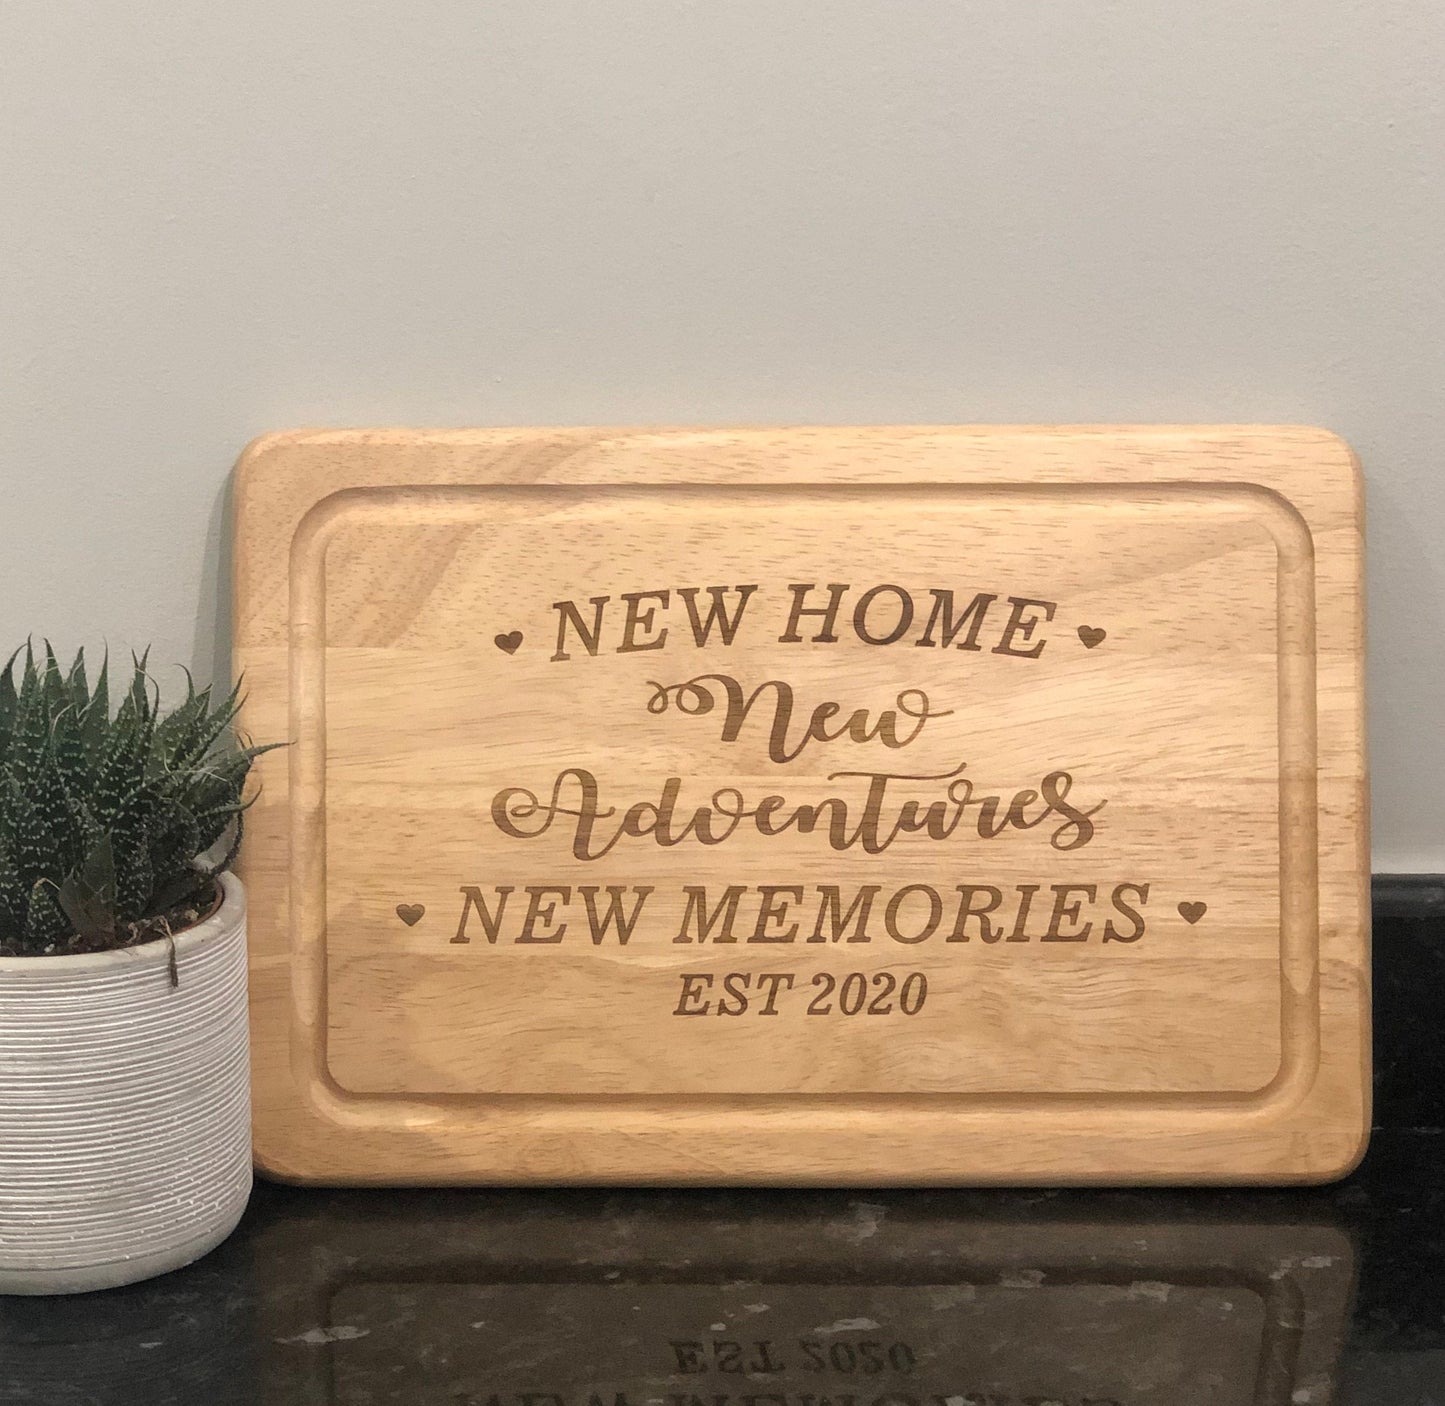 NEW HOME
New
Adventures
NEW MEMORIES
EST 2020